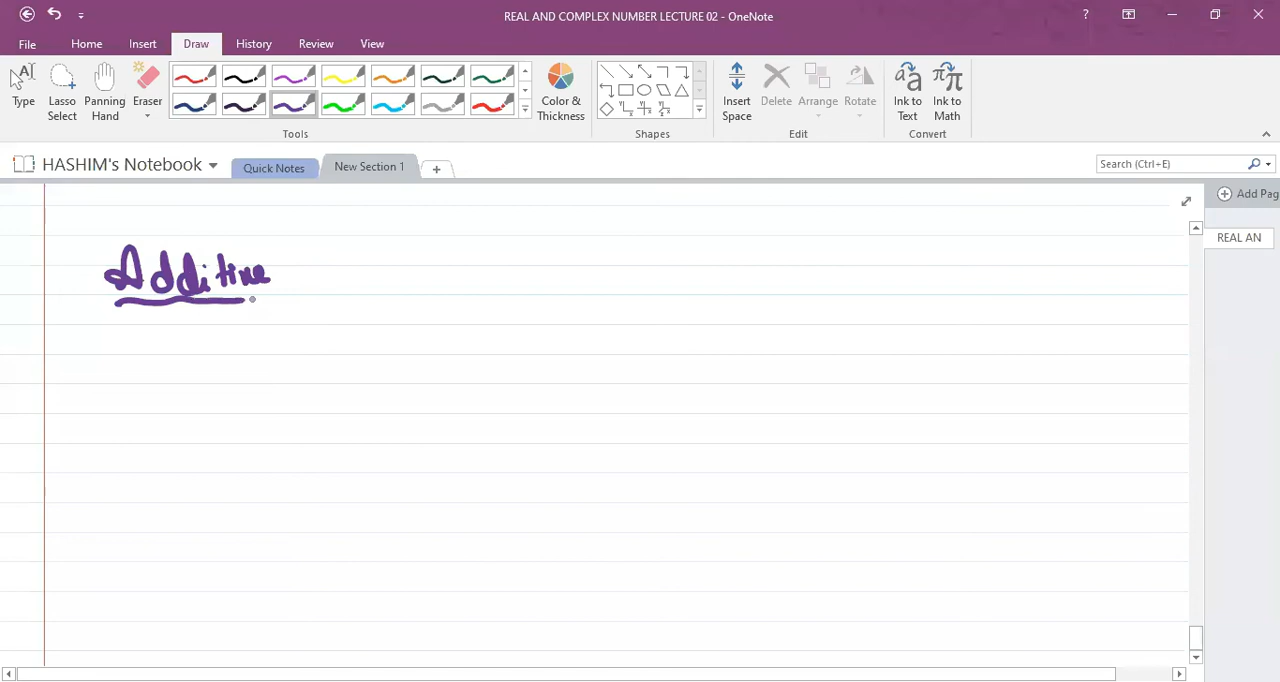 REAL AND COMPLEX NUMBER LECTURE 02 - OneNote
?
File Home Insert Draw History Review View
Type
Lasso Select
Panning Hand
Eraser
Color & Thickness
Insert Space
Delete
Arrange
Rotate
Ink to Text
Ink to Math
Tools
Shapes
Edit
Convert
HASHIM's Notebook
Quick Notes
New Section 1
Search (Ctrl+E)
Add Pag
REAL AN
Additive